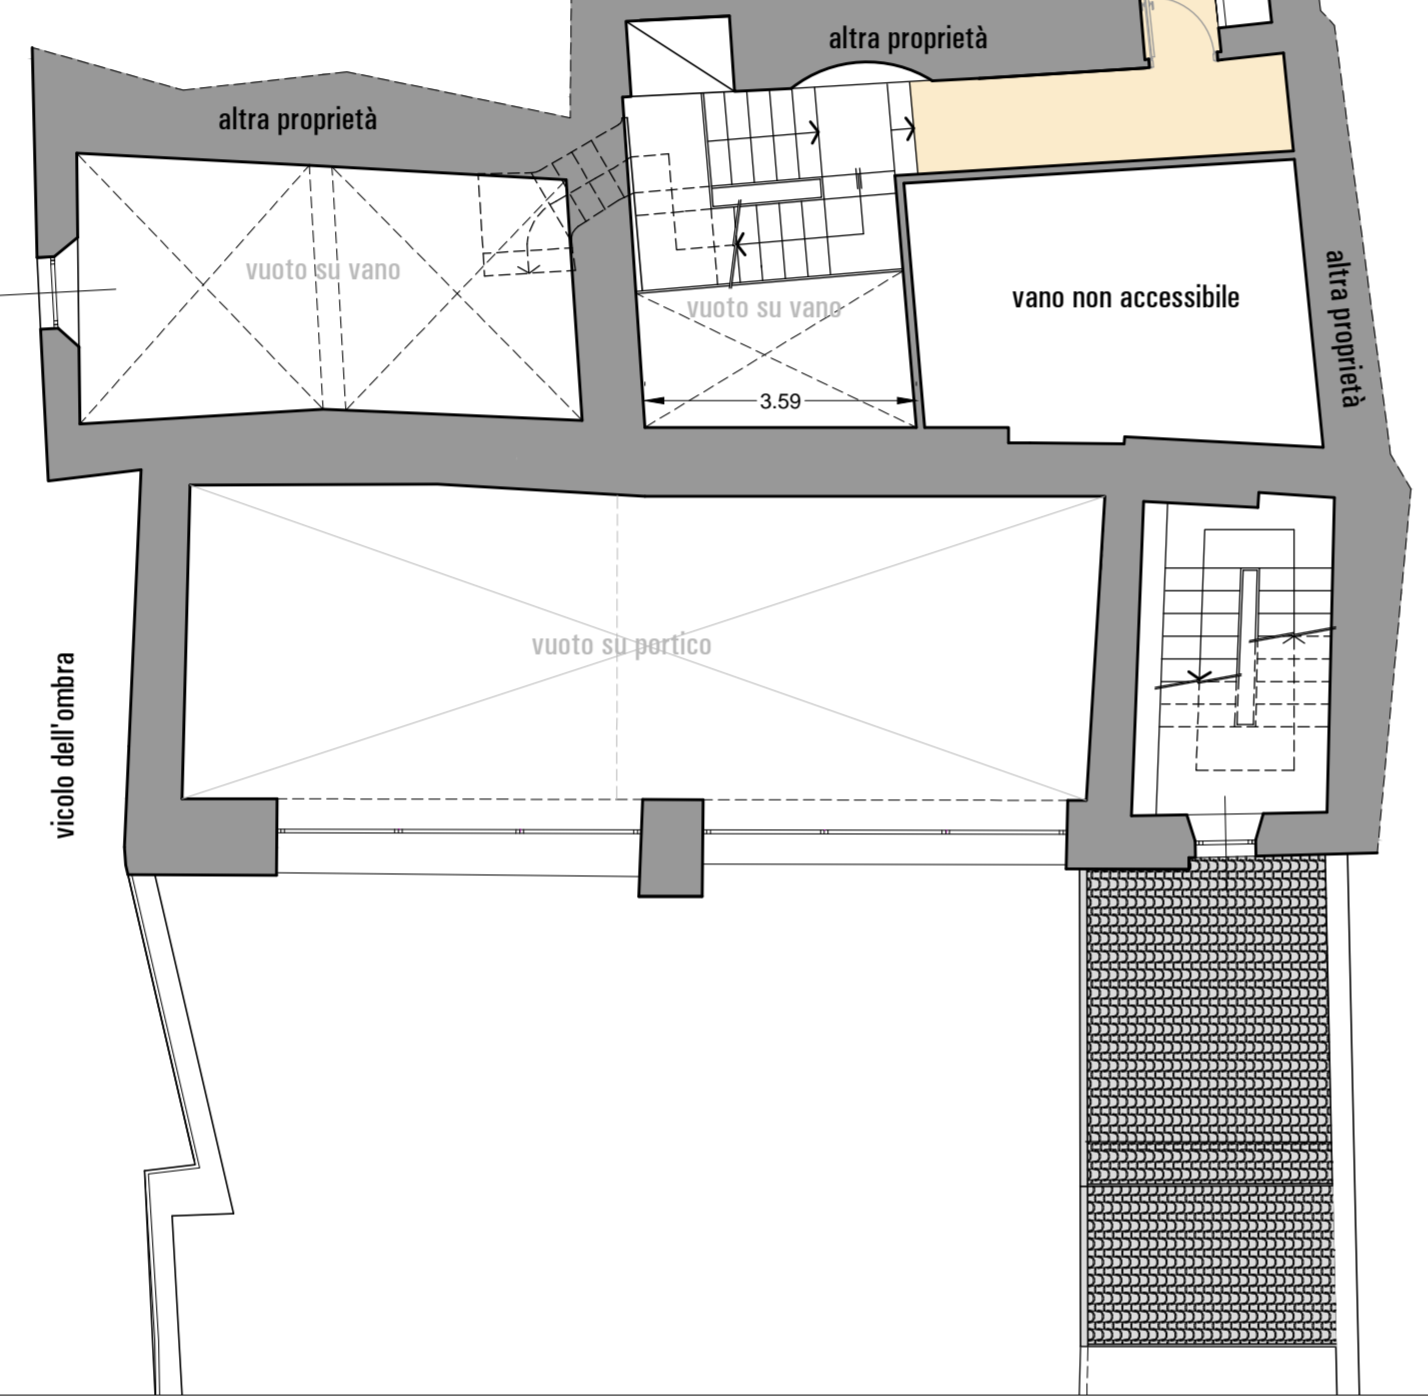 altra proprietà
altra proprietà
vuoto su vano
vuoto su vano
vano non accessibile
altra proprietà
3.59
vuoto su portico
vicolo dell'ombra